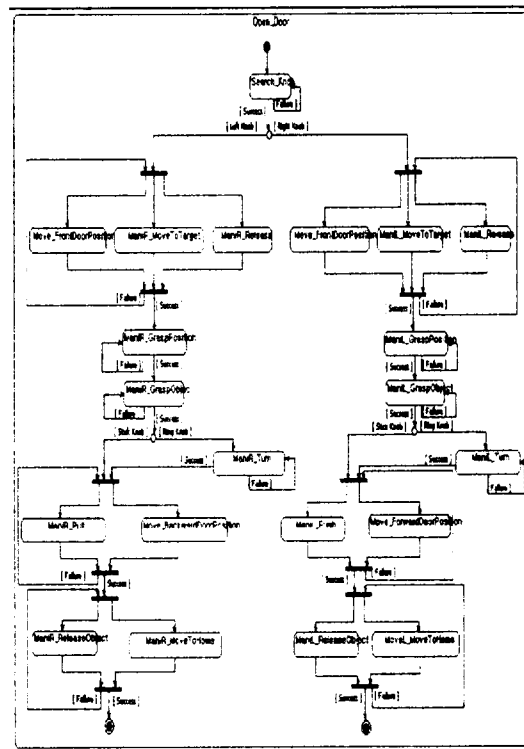 Open_Door
Search_Knob
[ Failure ]
[ Success ]
[ Left Knob ] [ Right Knob ]
Move_FrontDoorPosition
ManiR_MoveToTarget
ManiR_Release
Move_FrontDoorPosition
ManiL_MoveToTarget
ManiL_Release
[ Failure ]
[ Success ]
[ Success ]
[ Failure ]
ManiR_GraspPosition
[ Failure ]
[ Success ]
ManiL_GraspPosition
[ Success ]
[ Failure ]
ManiR_GraspObject
[ Failure ]
[ Success ]
ManiL_GraspObject
[ Success ]
[ Failure ]
[ Stick Knob ] [ Ring Knob ]
[ Stick Knob ] [ Ring Knob ]
ManiR_Turn
[ Success ]
[ Failure ]
ManiL_Turn
[ Success ]
[ Failure ]
ManiR_Pull
Move_BackwardDoorPosition
ManiL_Push
Move_ForwardDoorPosition
[ Failure ]
[ Success ]
[ Success ]
[ Failure ]
ManiR_ReleaseObject
ManiR_MoveToHome
ManiL_ReleaseObject
MoveL_MoveToHome
[ Failure ]
[ Success ]
[ Success ]
[ Failure ]